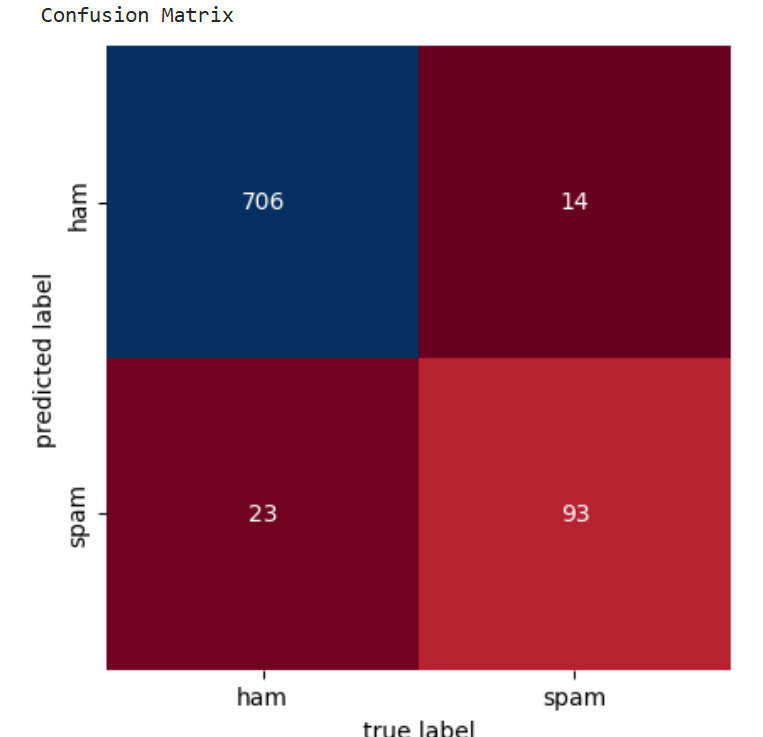 Confusion Matrix
ham
706
14
predicted label
spam
23
93
ham
spam
true label